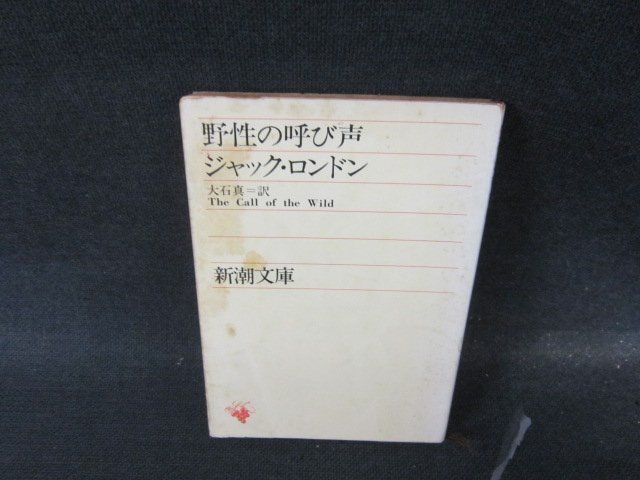 野性の呼び声
ジャック・ロンドン
大石真＝訳
The Call of the Wild
新潮文庫